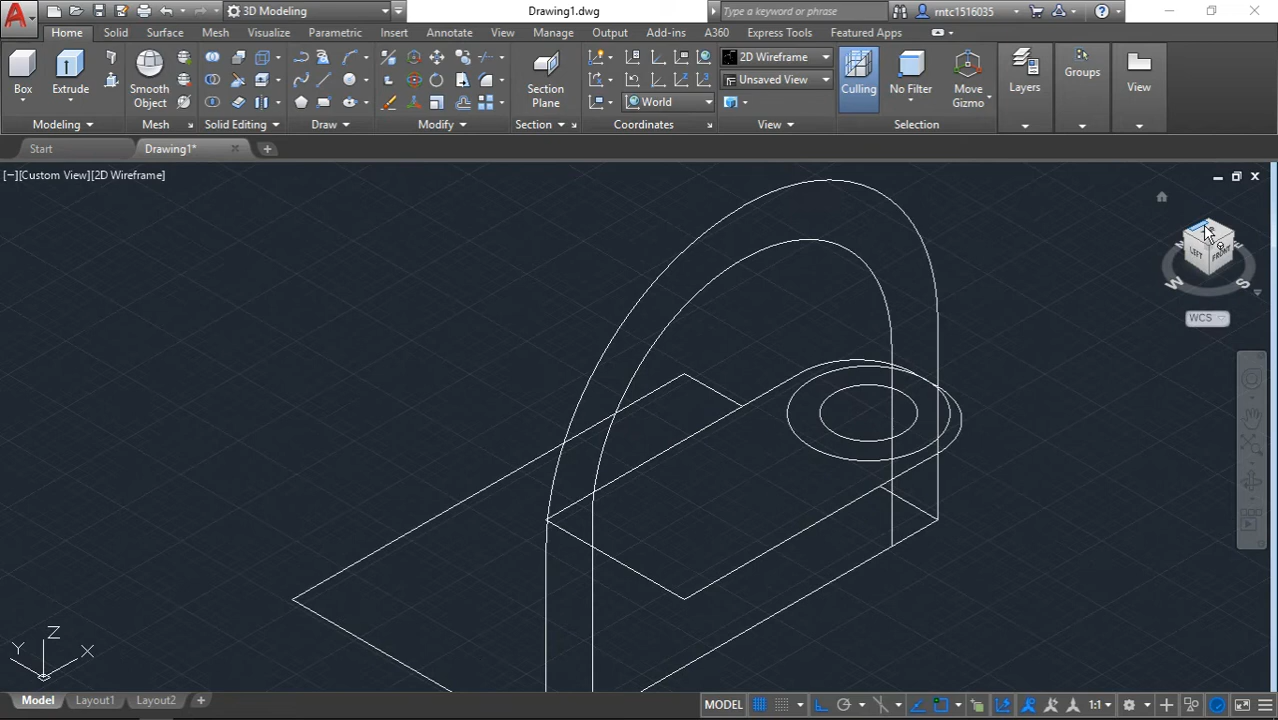 A
3D Modeling
Drawing1.dwg
Type a keyword or phrase
rmtc1516035
Home Solid Surface Mesh Visualize Parametric Insert Annotate View Manage Output Add-ins A360 Express Tools Featured Apps
2D Wireframe
Unsaved View
World
Box
Extrude
Smooth
Object
Section
Plane
Culling
No Filter
Move
Gizmo
Layers
Groups
View
Modeling
Mesh
Solid Editing
Draw
Modify
Section
Coordinates
View
Selection
Start
Drawing1*
[−][Custom View][2D Wireframe]
LEFT
FRONT
W
S
WCS
Y
Z
X
Model
Layout1
Layout2
MODEL
1:1